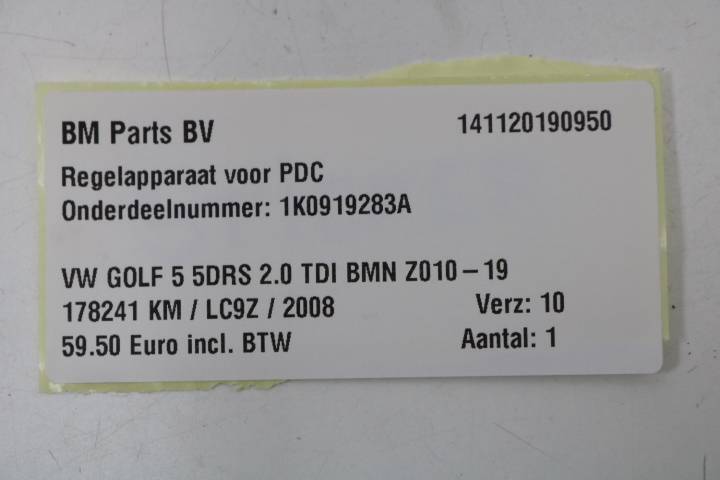 BM Parts BV 141120190950
Regelapparaat voor PDC
Onderdeelnummer: 1K0919283A
VW GOLF 5 5DRS 2.0 TDI BMN Z010-19
178241 KM / LC9Z / 2008 Verz: 10
59.50 Euro incl. BTW Aantal: 1